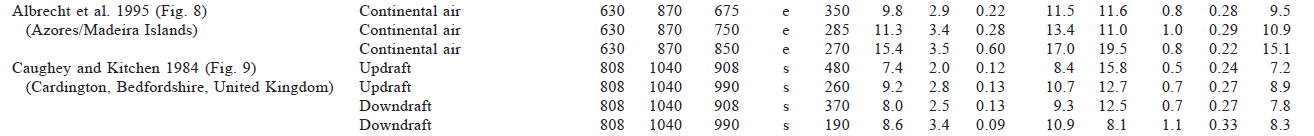 Albrecht et al. 1995 (Fig. 8) Continental air 630 870 675 e 350 9.8 2.9 0.22 11.5 11.6 0.8 0.28 9.5
(Azores/Madeira Islands) Continental air 630 870 750 e 285 11.3 3.4 0.28 13.4 11.0 1.0 0.29 10.9
Continental air 630 870 850 e 270 15.4 3.5 0.60 17.0 19.5 0.8 0.22 15.1
Caughey and Kitchen 1984 (Fig. 9) Updraft 808 1040 908 s 480 7.4 2.0 0.12 8.4 15.8 0.5 0.24 7.2
(Cardington, Bedfordshire, United Kingdom) Updraft 808 1040 990 s 260 9.2 2.8 0.13 10.7 12.7 0.7 0.27 8.9
Downdraft 808 1040 908 s 370 8.0 2.5 0.13 9.3 12.5 0.7 0.27 7.8
Downdraft 808 1040 990 s 190 8.6 3.4 0.09 10.9 8.1 1.1 0.33 8.3